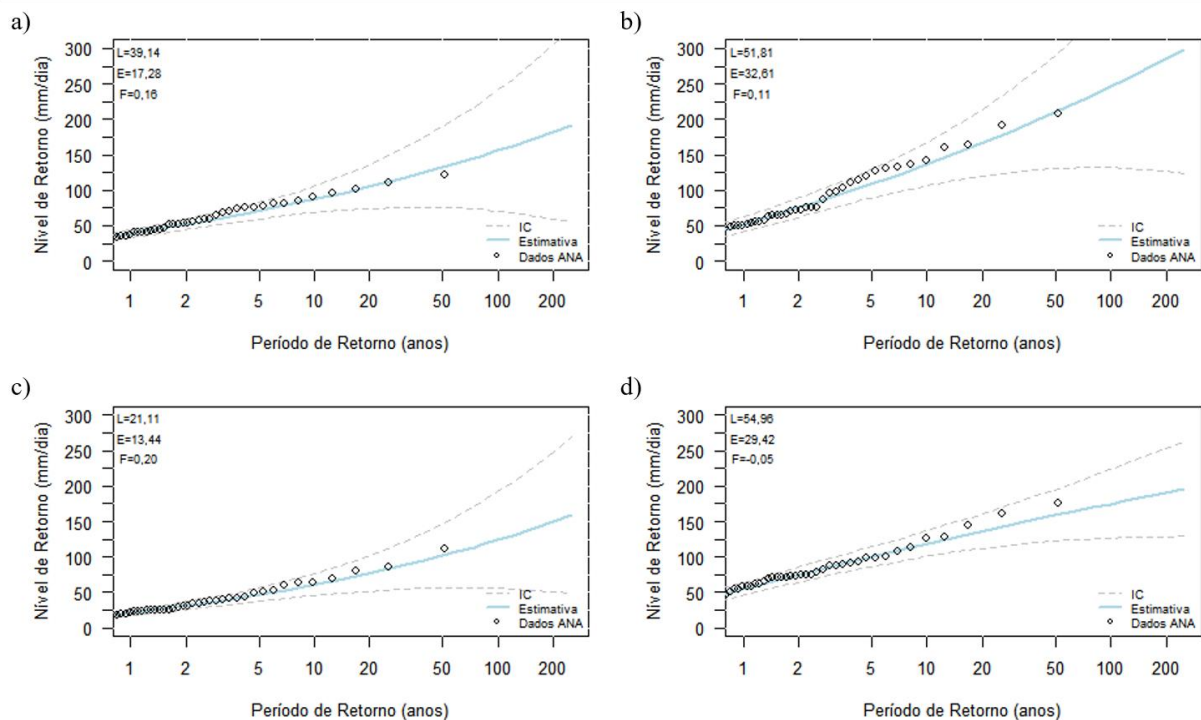 a)
300
250
200
150
100
50
0
Nível de Retorno (mm/dia)
L=39,14
E=17,28
F=0,16
IC
Estimativa
Dados ANA
1 2 5 10 20 50 100 200
Período de Retorno (anos)
b)
300
250
200
150
100
50
0
Nível de Retorno (mm/dia)
L=51,81
E=32,61
F=0,11
IC
Estimativa
Dados ANA
1 2 5 10 20 50 100 200
Período de Retorno (anos)
c)
300
250
200
150
100
50
0
Nível de Retorno (mm/dia)
L=21,11
E=13,44
F=0,20
IC
Estimativa
Dados ANA
1 2 5 10 20 50 100 200
Período de Retorno (anos)
d)
300
250
200
150
100
50
0
Nível de Retorno (mm/dia)
L=54,96
E=29,42
F=-0,05
IC
Estimativa
Dados ANA
1 2 5 10 20 50 100 200
Período de Retorno (anos)